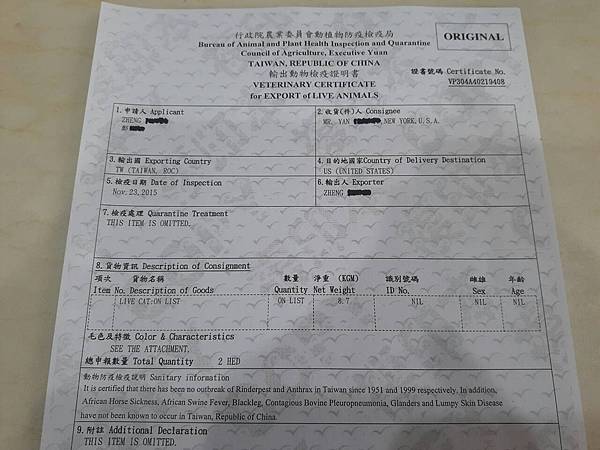 行政院農業委員會動植物防疫檢疫局
Bureau of Animal and Plant Health Inspection and Quarantine
Council of Agriculture, Executive Yuan
TAIWAN, REPUBLIC OF CHINA
輸出動物檢疫證明書
VETERINARY CERTIFICATE
for EXPORT of LIVE ANIMALS
ORIGINAL
證書號碼 Certificate No.
VP304A40219408
1.申請人 Applicant
ZHENG
彭
2.收貨(件)人 Consignee
MR. YAN ,NEW YORK,U.S.A.
3.輸出國 Exporting Country
TW (TAIWAN, ROC)
4.目的地國家Country of Delivery Destination
US (UNITED STATES)
5.檢疫日期 Date of Inspection
Nov.23,2015
6.輸出人 Exporter
ZHENG
7.檢疫處理 Quarantine Treatment
THIS ITEM IS OMITTED.
8.貨物資訊 Description of Consignment
項次 貨物名稱 數量 淨重 (KGM) 識別號碼 雌雄 年齡
Item No. Description of Goods Quantity Net Weight ID No. Sex Age
LIVE CAT:ON LIST ON LIST 8.7 NIL NIL NIL
毛色及特徵 Color & Characteristics
SEE THE ATTACHMENT.
總申報數量 Total Quantity 2 HED
動物防疫檢疫說明 Sanitary information
It is certified that there has been no outbreak of Rinderpest and Anthrax in Taiwan since 1951 and 1999 respectively. In addition,
African Horse Sickness, African Swine Fever, Blackleg, Contagious Bovine Pleuropneumonia, Glanders and Lumpy Skin Disease
have not been known to occur in Taiwan, Republic of China.
9.附註 Additional Declaration
THIS ITEM IS OMITTED.